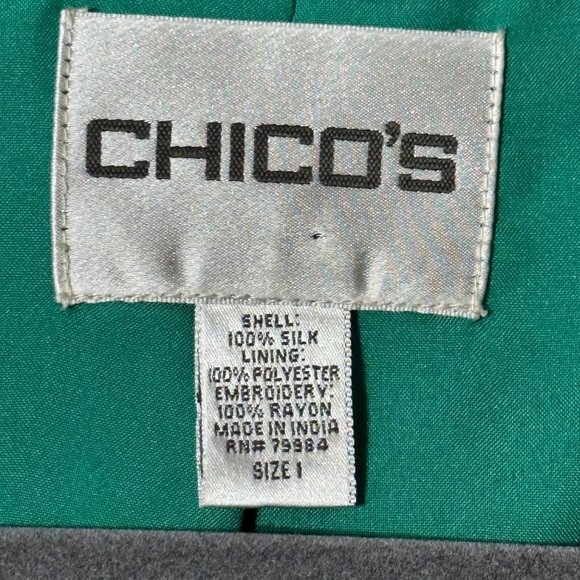 CHICO'S
SHELL:
100% SILK
LINING:
100% POLYESTER
EMBROIDERY:
100% RAYON
MADE IN INDIA
RN# 79984
SIZE 1